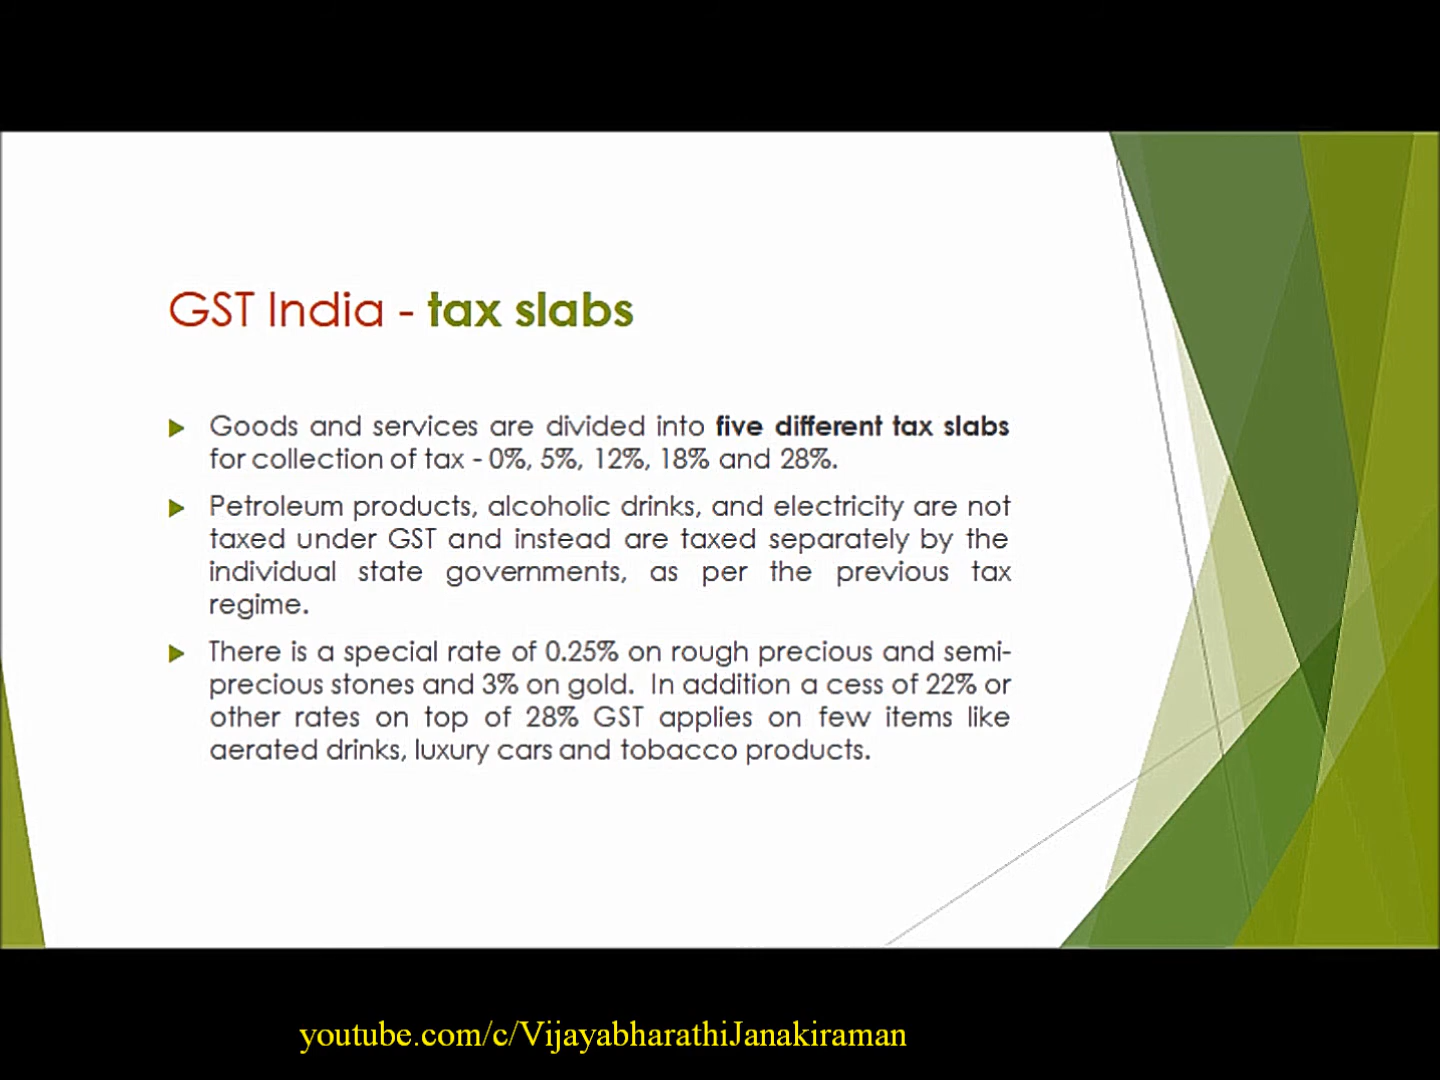 GST India - tax slabs
Goods and services are divided into five different tax slabs
for collection of tax - 0%, 5%, 12%, 18% and 28%.
Petroleum products, alcoholic drinks, and electricity are not
taxed under GST and instead are taxed separately by the
individual state governments, as per the previous tax
regime.
There is a special rate of 0.25% on rough precious and semi-
precious stones and 3% on gold. In addition a cess of 22% or
other rates on top of 28% GST applies on few items like
aerated drinks, luxury cars and tobacco products.
youtube.com/c/VijayabharathiJanakiraman